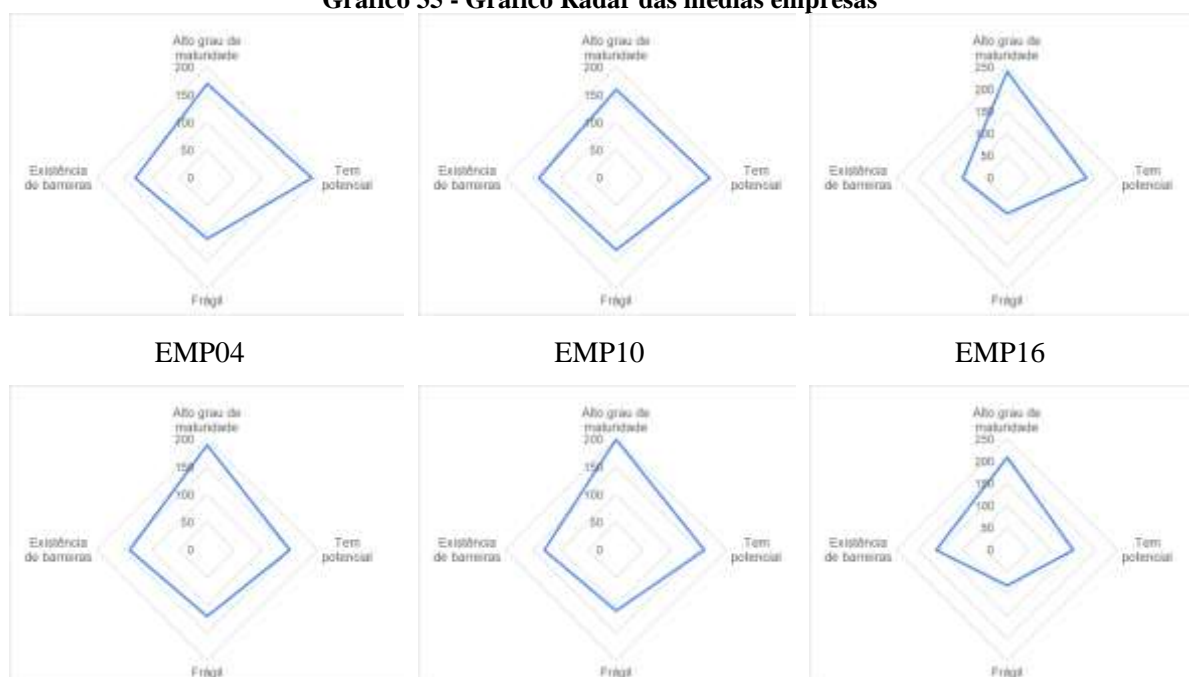 Gráfico 35 - Gráfico Radar das médias empresas
Alto grau de
maturidade
200
150
100
50
0
Existência
de barreiras
Tem
potencial
Frágil
Alto grau de
maturidade
200
150
100
50
0
Existência
de barreiras
Tem
potencial
Frágil
Alto grau de
maturidade
250
200
150
100
50
0
Existência
de barreiras
Tem
potencial
Frágil
EMP04
EMP10
EMP16
Alto grau de
maturidade
200
150
100
50
0
Existência
de barreiras
Tem
potencial
Frágil
Alto grau de
maturidade
200
150
100
50
0
Existência
de barreiras
Tem
potencial
Frágil
Alto grau de
maturidade
250
200
150
100
50
0
Existência
de barreiras
Tem
potencial
Frágil